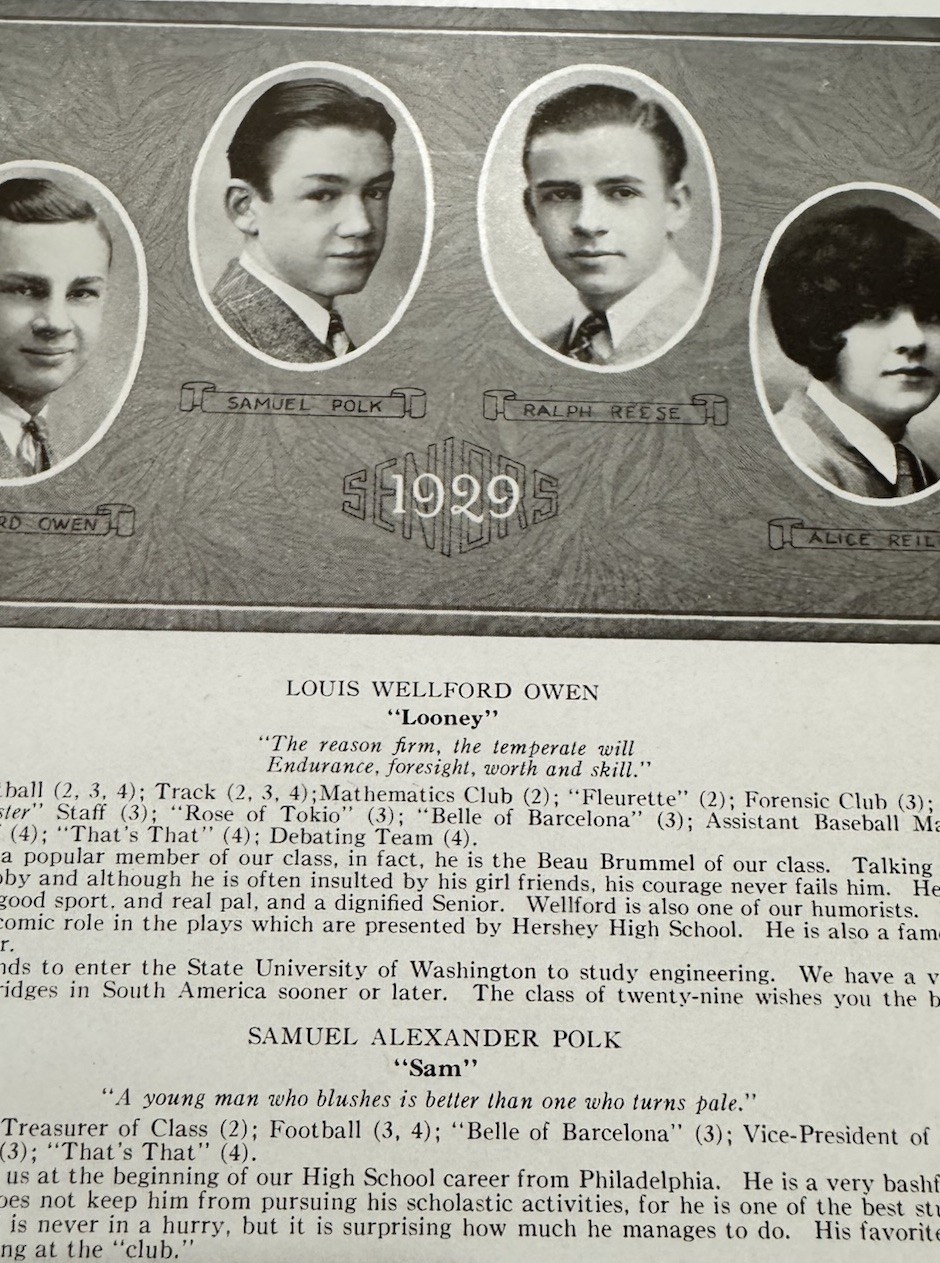 SAMUEL POLK
RALPH REESE
SENIORS
1929
RD OWEN
ALICE REIL
LOUIS WELLFORD OWEN
“Looney”
“The reason firm, the temperate will
Endurance, foresight, worth and skill.”
ball (2, 3, 4); Track (2, 3, 4);Mathematics Club (2); “Fleurette” (2); Forensic Club (3);
ster” Staff (3); “Rose of Tokio” (3); “Belle of Barcelona” (3); Assistant Baseball Ma
(4); “That’s That” (4); Debating Team (4).
a popular member of our class, in fact, he is the Beau Brummel of our class. Talking
bby and although he is often insulted by his girl friends, his courage never fails him. He
good sport. and real pal, and a dignified Senior. Wellford is also one of our humorists.
comic role in the plays which are presented by Hershey High School. He is also a fam
r.
nds to enter the State University of Washington to study engineering. We have a v
ridges in South America sooner or later. The class of twenty-nine wishes you the b
SAMUEL ALEXANDER POLK
“Sam”
“A young man who blushes is better than one who turns pale.”
Treasurer of Class (2); Football (3, 4); “Belle of Barcelona” (3); Vice-President of
(3); “That’s That” (4).
us at the beginning of our High School career from Philadelphia. He is a very bashf
oes not keep him from pursuing his scholastic activities, for he is one of the best stu
is never in a hurry, but it is surprising how much he manages to do. His favorite
ng at the “club.”